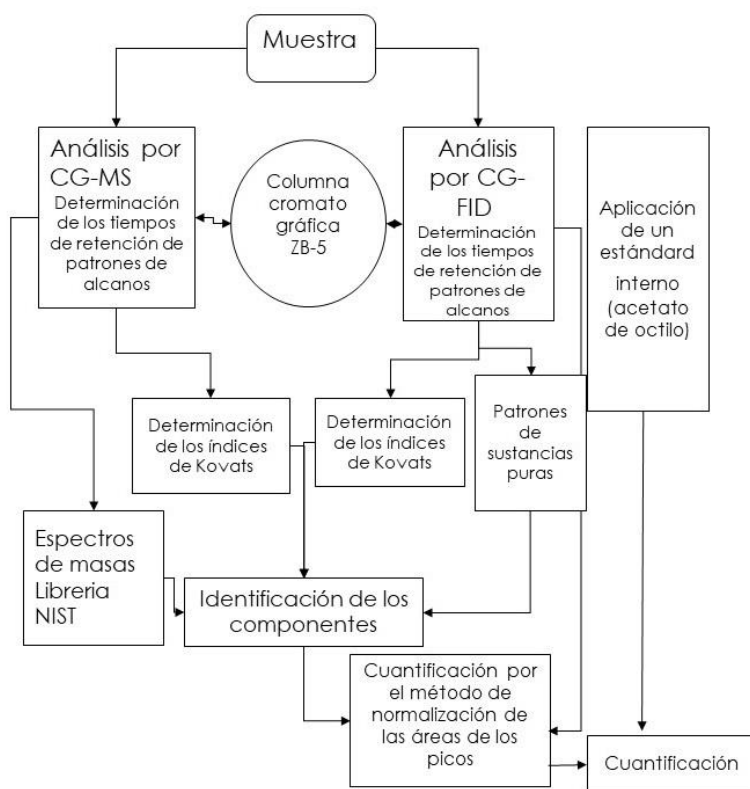 Muestra
Análisis por
CG-MS
Determinación
de los tiempos
de retención de
patrones de
alcanos
Columna
cromato
gráfica
ZB-5
Análisis
por CG-
FID
Determinación
de los tiempos
de retención de
patrones de
alcanos
Aplicación
de un
estándard
interno
(acetato
de octilo)
Determinación
de los índices
de Kovats
Determinación
de los índices
de Kovats
Patrones
de
sustancias
puras
Espectros
de masas
Libreria
NIST
Identificación de los
componentes
Cuantificación por
el método de
normalización de
las áreas de los
picos
Cuantificación